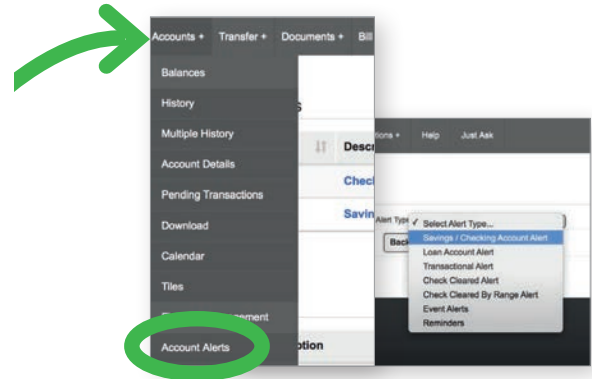 Accounts + Transfer + Documents + Bill
Balances
History
Multiple History
Account Details
Pending Transactions
Download
Calendar
Tiles
Account Alerts
S
Descr
Check
Savin
ption
tions + Help Just Ask
Alert Type
Back
✓ Select Alert Type...
Savings / Checking Account Alert
Loan Account Alert
Transactional Alert
Check Cleared Alert
Check Cleared By Range Alert
Event Alerts
Reminders